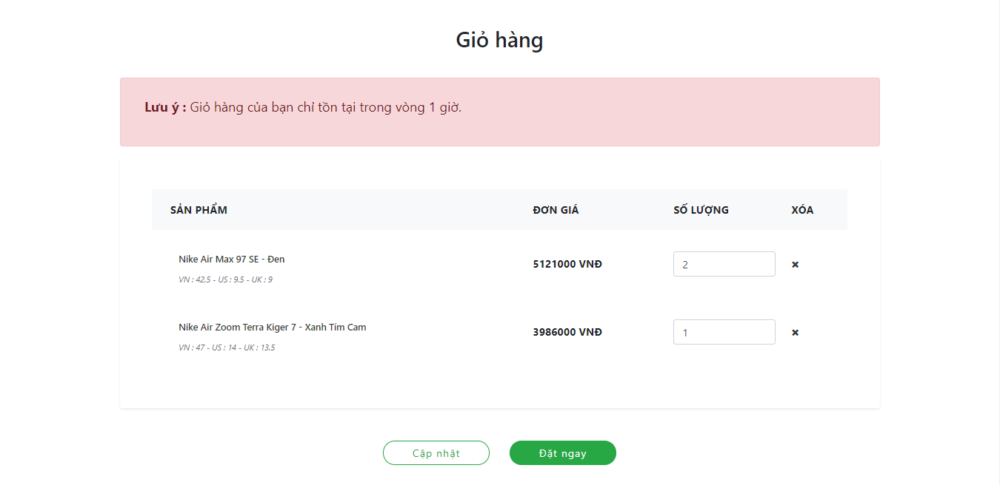 Giỏ hàng
Lưu ý : Giỏ hàng của bạn chỉ tồn tại trong vòng 1 giờ.
SẢN PHẨM ĐƠN GIÁ SỐ LƯỢNG XÓA
Nike Air Max 97 SE - Đen
VN : 42.5 - US : 9.5 - UK : 9
5121000 VNĐ 2 ×
Nike Air Zoom Terra Kiger 7 - Xanh Tím Cam
VN : 47 - US : 14 - UK : 13.5
3986000 VNĐ 1 ×
Cập nhật Đặt ngay